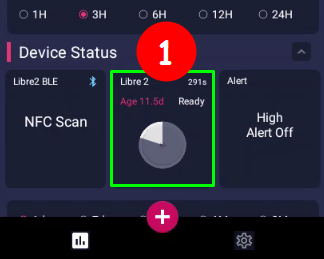 1H 3H 6H 12H 24H
Device Status
1
Libre2 BLE
NFC Scan
Libre 2 291s
Age 11.5d Ready
Alert
High
Alert Off